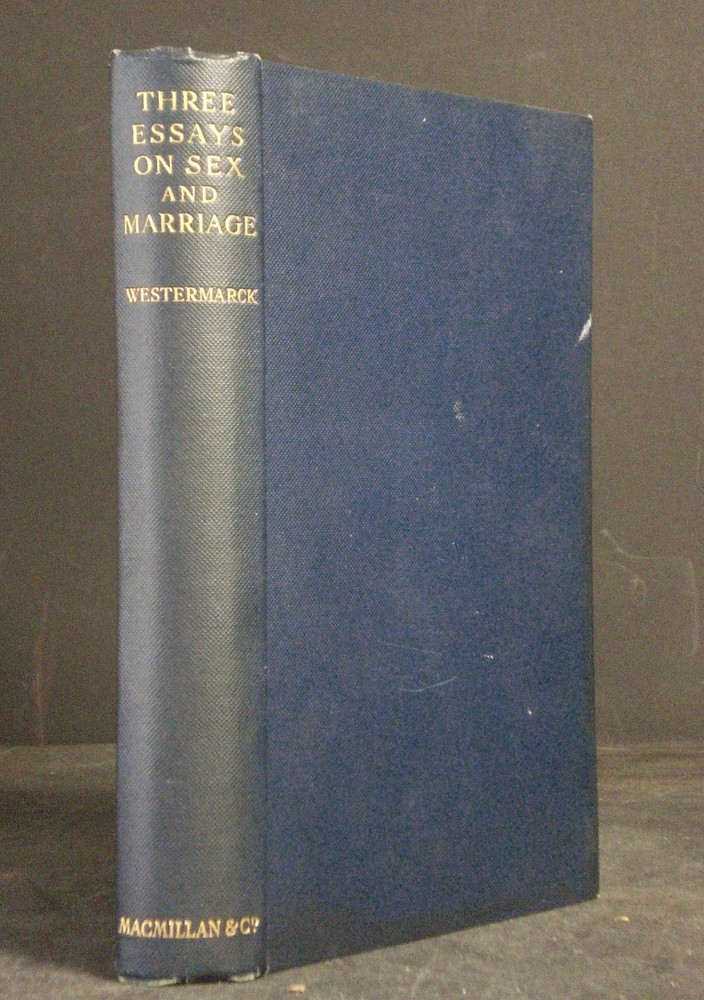 THREE
ESSAYS
ON SEX
AND
MARRIAGE
WESTERMARCK
MACMILLAN & Cº